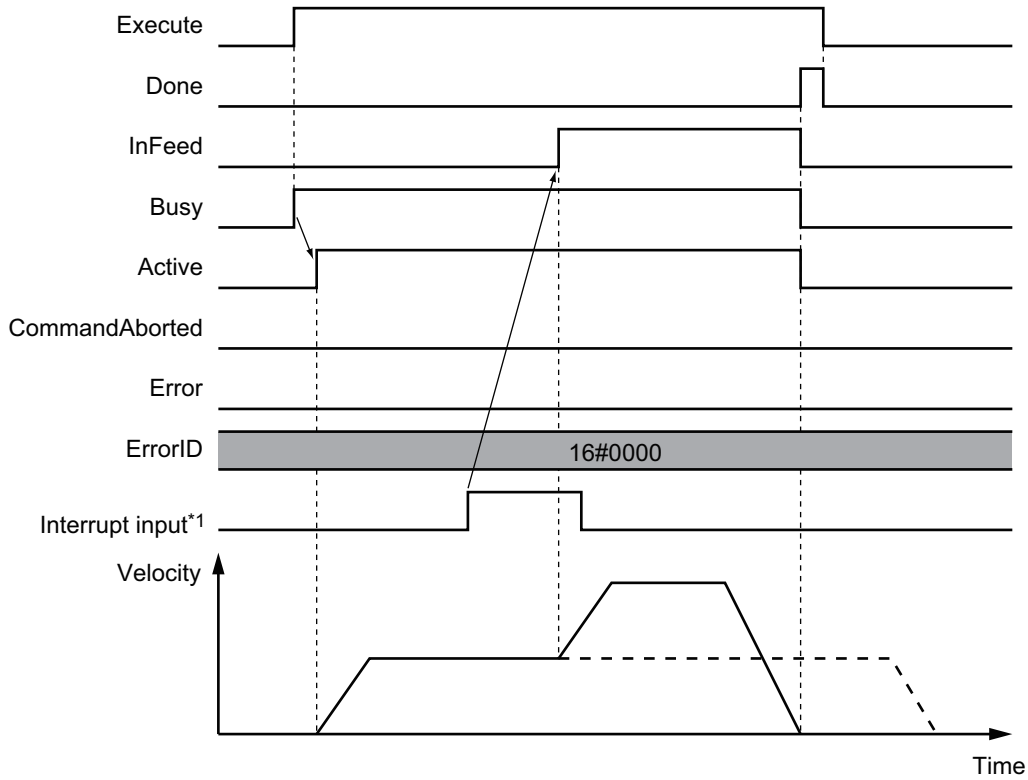 Execute
Done
InFeed
Busy
Active
CommandAborted
Error
ErrorID
16#0000
Interrupt input*1
Velocity
Time